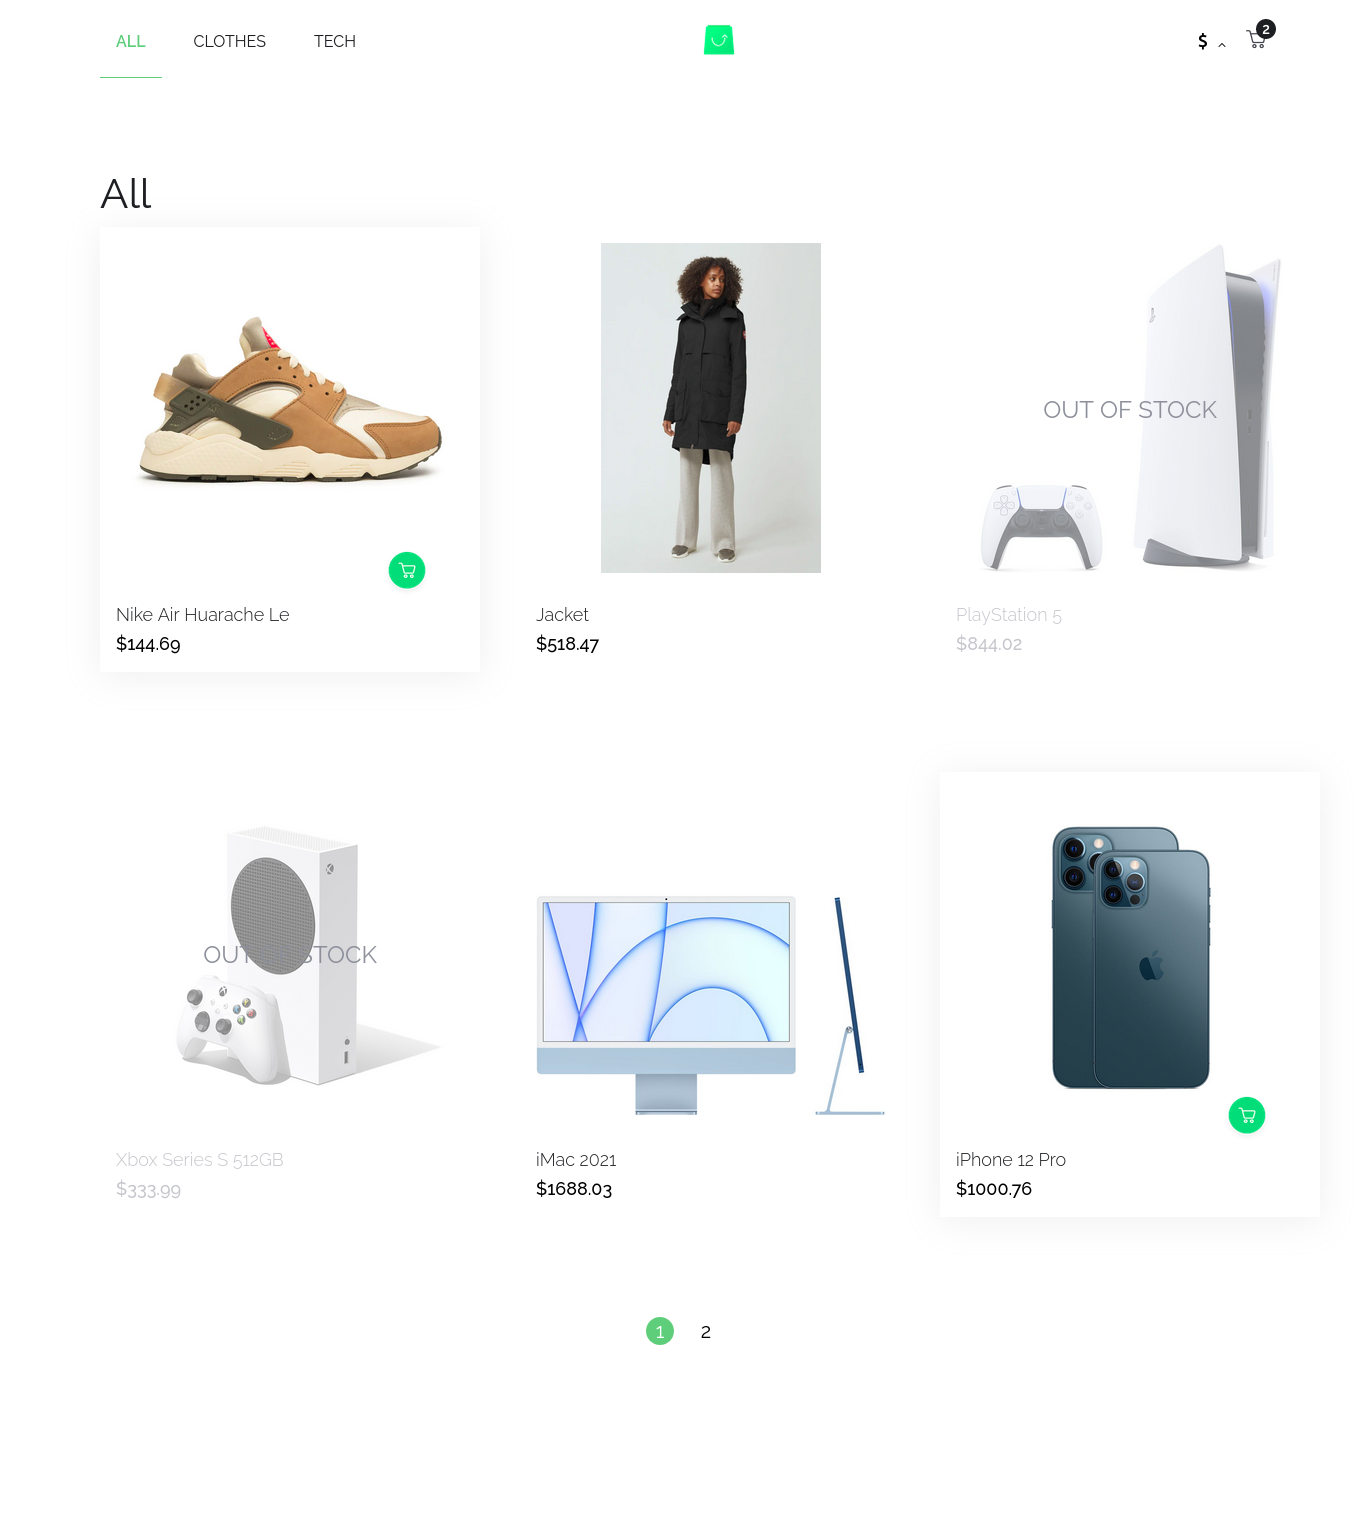 ALL CLOTHES TECH $ 2
All
OUT OF STOCK
Nike Air Huarache Le Jacket PlayStation 5
$144.69 $518.47 $844.02
OUT STOCK
Xbox Series S 512GB iMac 2021 iPhone 12 Pro
$333.99 $1688.03 $1000.76
1 2